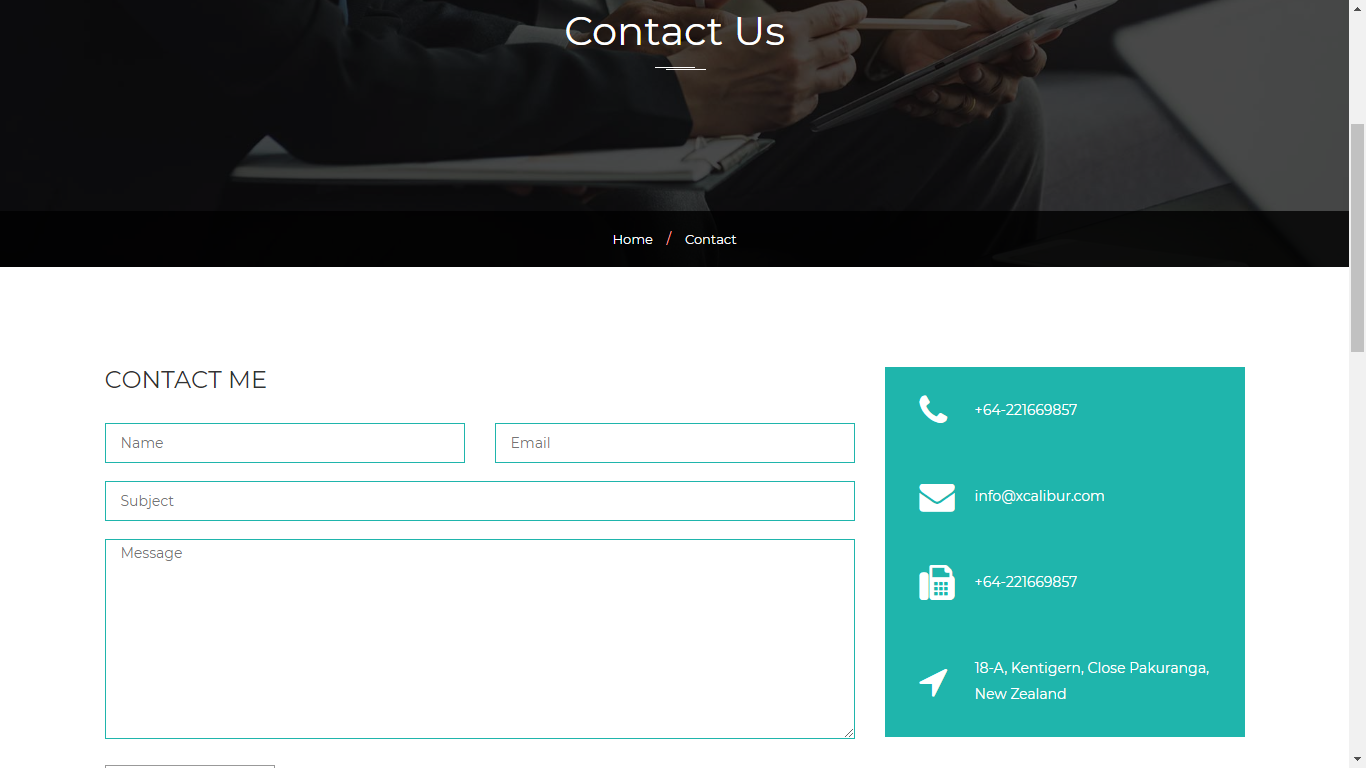 Contact Us
Home / Contact
CONTACT ME
Name
Email
Subject
Message
+64-221669857
info@xcalibur.com
+64-221669857
18-A, Kentigern, Close Pakuranga,
New Zealand